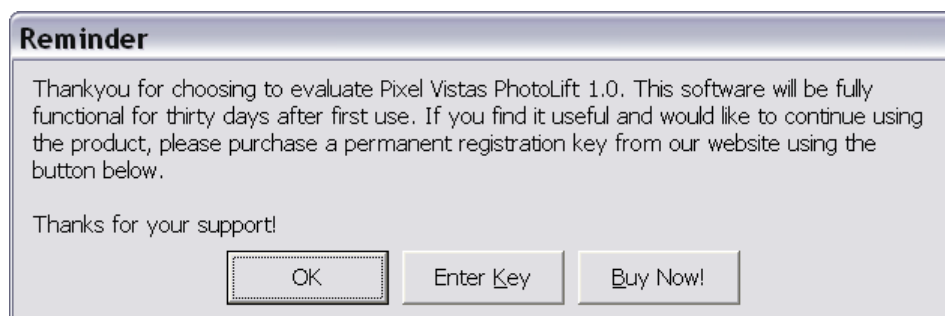 Reminder
Thankyou for choosing to evaluate Pixel Vistas PhotoLift 1.0. This software will be fully
functional for thirty days after first use. If you find it useful and would like to continue using
the product, please purchase a permanent registration key from our website using the
button below.
Thanks for your support!
OK Enter Key Buy Now!